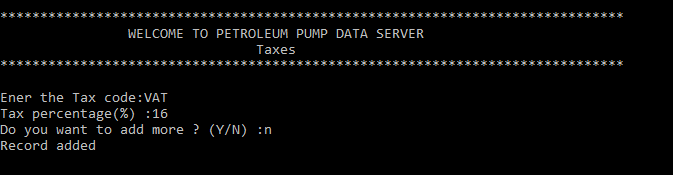 ******************************************************************************
WELCOME TO PETROLEUM PUMP DATA SERVER
Taxes
******************************************************************************
Ener the Tax code:VAT
Tax percentage(%) :16
Do you want to add more ? (Y/N) :n
Record added